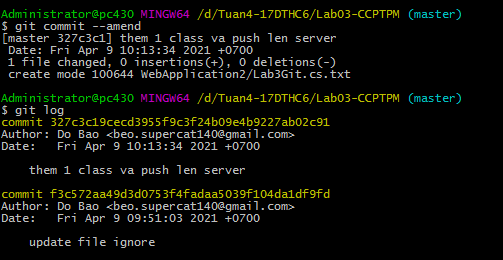 Administrator@pc430 MINGW64 /d/Tuan4-17DTHC6/Lab03-CCPTPM (master)
$ git commit --amend
[master 327c3c1] them 1 class va push len server
 Date: Fri Apr 9 10:13:34 2021 +0700
 1 file changed, 0 insertions(+), 0 deletions(-)
 create mode 100644 WebApplication2/Lab3Git.cs.txt
Administrator@pc430 MINGW64 /d/Tuan4-17DTHC6/Lab03-CCPTPM (master)
$ git log
commit 327c3c19cecd3955f9c3f24b09e4b9227ab02c91
Author: Do Bao <beo.supercat140@gmail.com>
Date:   Fri Apr 9 10:13:34 2021 +0700
    them 1 class va push len server
commit f3c572aa49d3d0753f4fadaa5039f104da1df9fd
Author: Do Bao <beo.supercat140@gmail.com>
Date:   Fri Apr 9 09:51:03 2021 +0700
    update file ignore